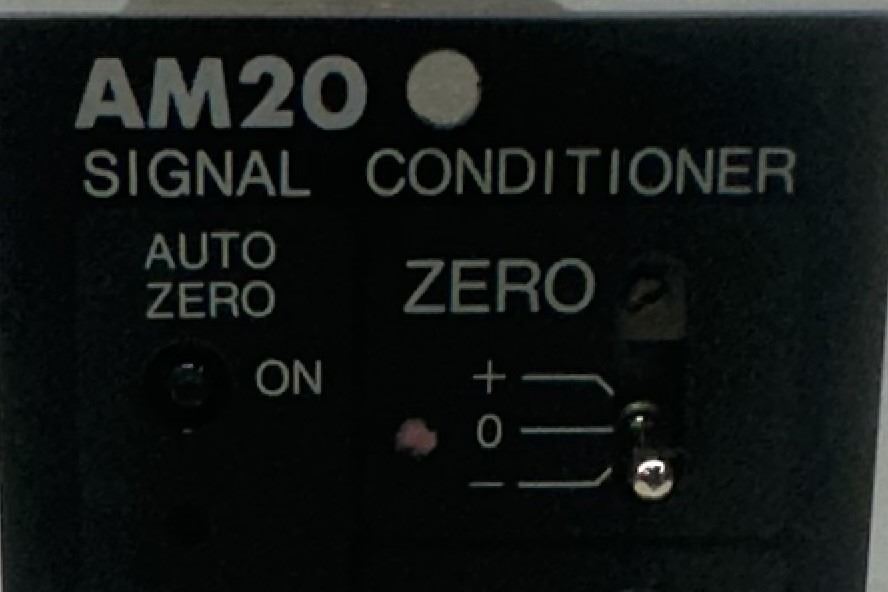 AM20
SIGNAL CONDITIONER
AUTO
ZERO
ON
ZERO
+
0
−